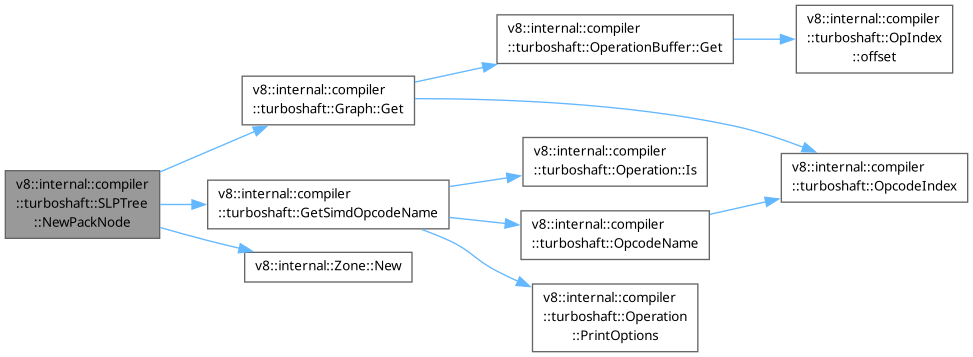 v8::internal::compiler
::turboshaft::SLPTree
::NewPackNode
v8::internal::compiler
::turboshaft::Graph::Get
v8::internal::compiler
::turboshaft::OperationBuffer::Get
v8::internal::compiler
::turboshaft::OpIndex
::offset
v8::internal::compiler
::turboshaft::OpcodeIndex
v8::internal::compiler
::turboshaft::GetSimdOpcodeName
v8::internal::compiler
::turboshaft::Operation::Is
v8::internal::compiler
::turboshaft::OpcodeName
v8::internal::compiler
::turboshaft::Operation
::PrintOptions
v8::internal::Zone::New